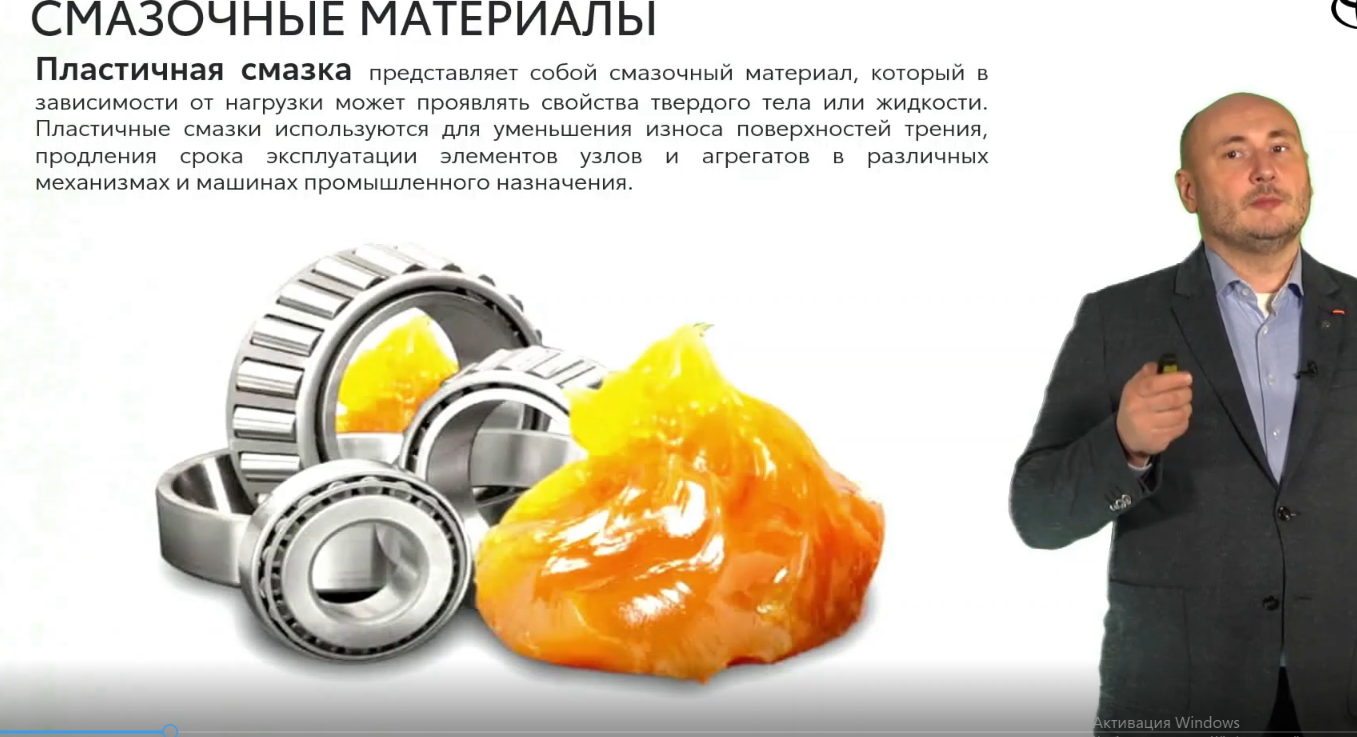 СМАЗОЧНЫЕ МАТЕРИАЛЫ
Пластичная смазка представляет собой смазочный материал, который в
зависимости от нагрузки может проявлять свойства твердого тела или жидкости.
Пластичные смазки используются для уменьшения износа поверхностей трения,
продления срока эксплуатации элементов узлов и агрегатов в различных
механизмах и машинах промышленного назначения.
Активация Windows